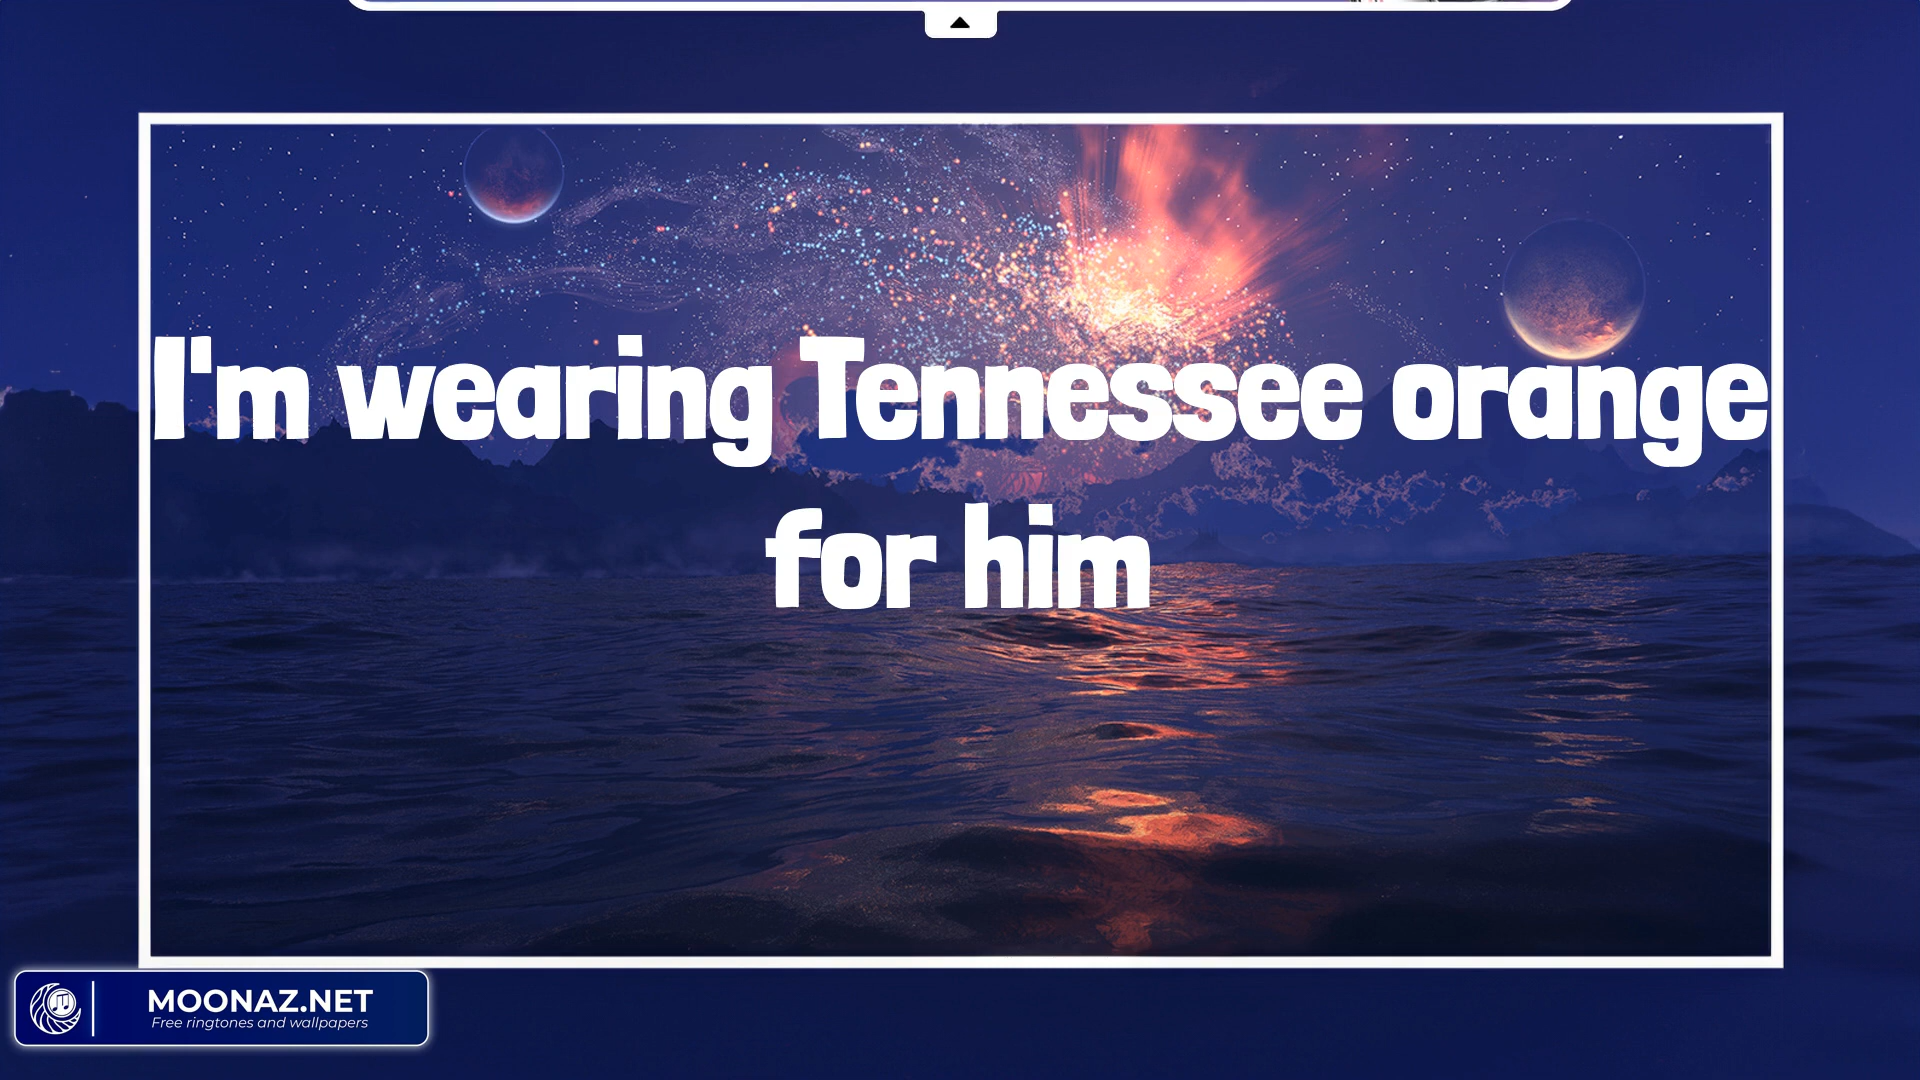 I'm wearing Tennessee orange
for him
MOONAZ.NET
Free ringtones and wallpapers